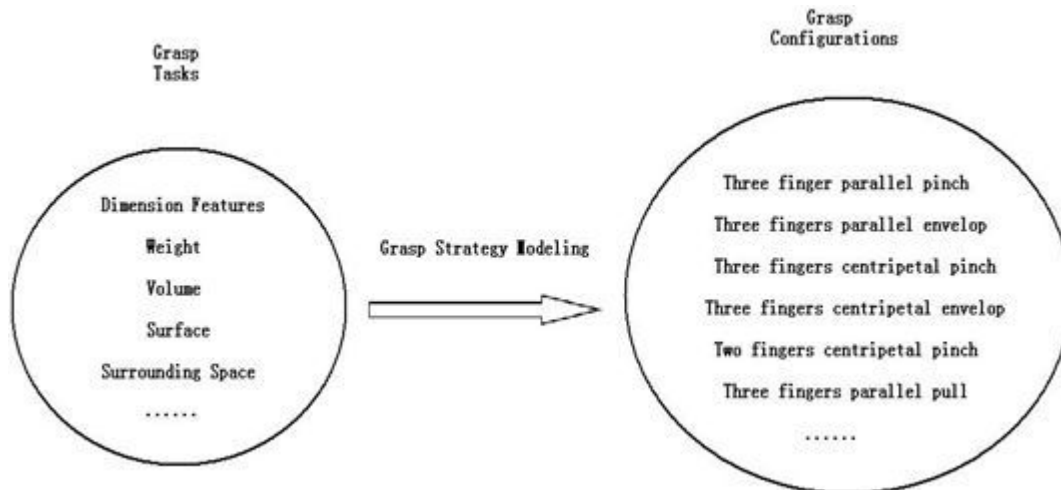 Grasp
Tasks
Dimension Features
Weight
Volume
Surface
Surrounding Space
......
Grasp Strategy Modeling
Grasp
Configurations
Three finger parallel pinch
Three fingers parallel envelop
Three fingers centripetal pinch
Three fingers centripetal envelop
Two fingers centripetal pinch
Three fingers parallel pull
......